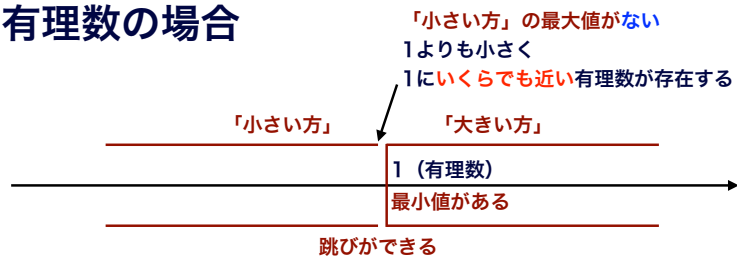 有理数の場合
「小さい方」の最大値がない
1よりも小さく
1にいくらでも近い有理数が存在する
「小さい方」
「大きい方」
1（有理数）
最小値がある
跳びができる